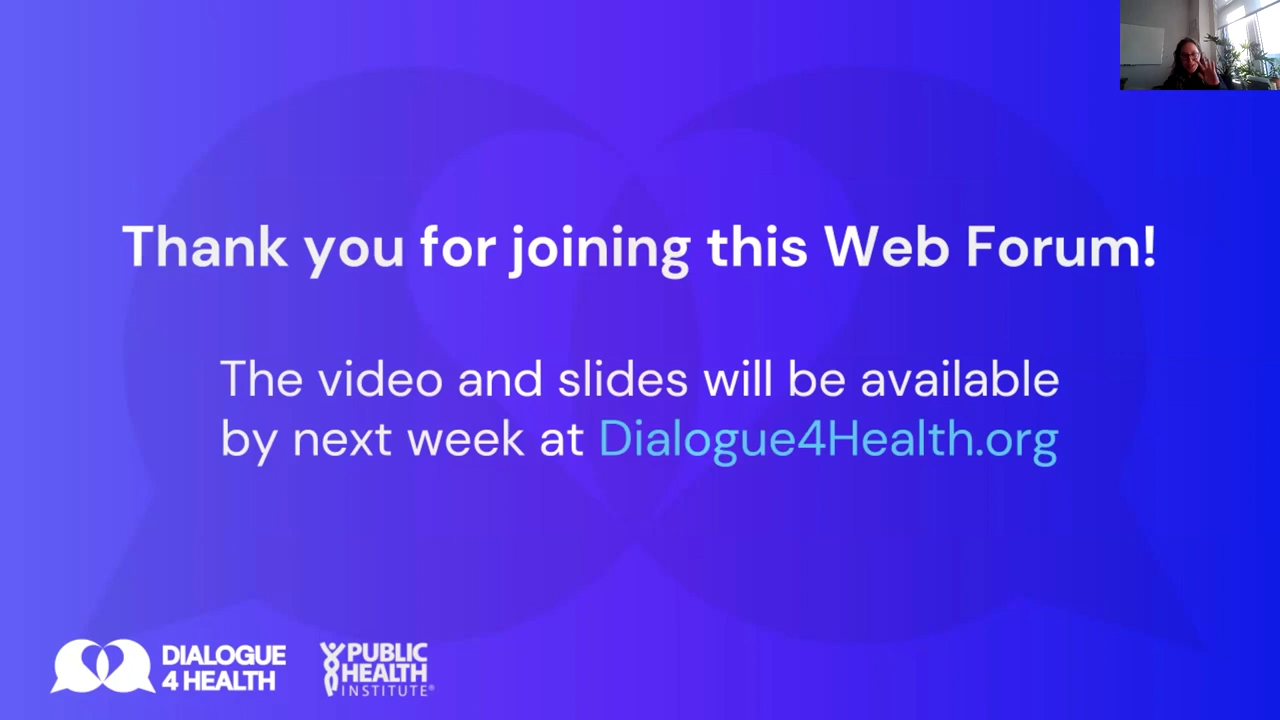 Thank you for joining this Web Forum!
The video and slides will be available
by next week at Dialogue4Health.org
DIALOGUE
4 HEALTH
PUBLIC
HEALTH
INSTITUTE®